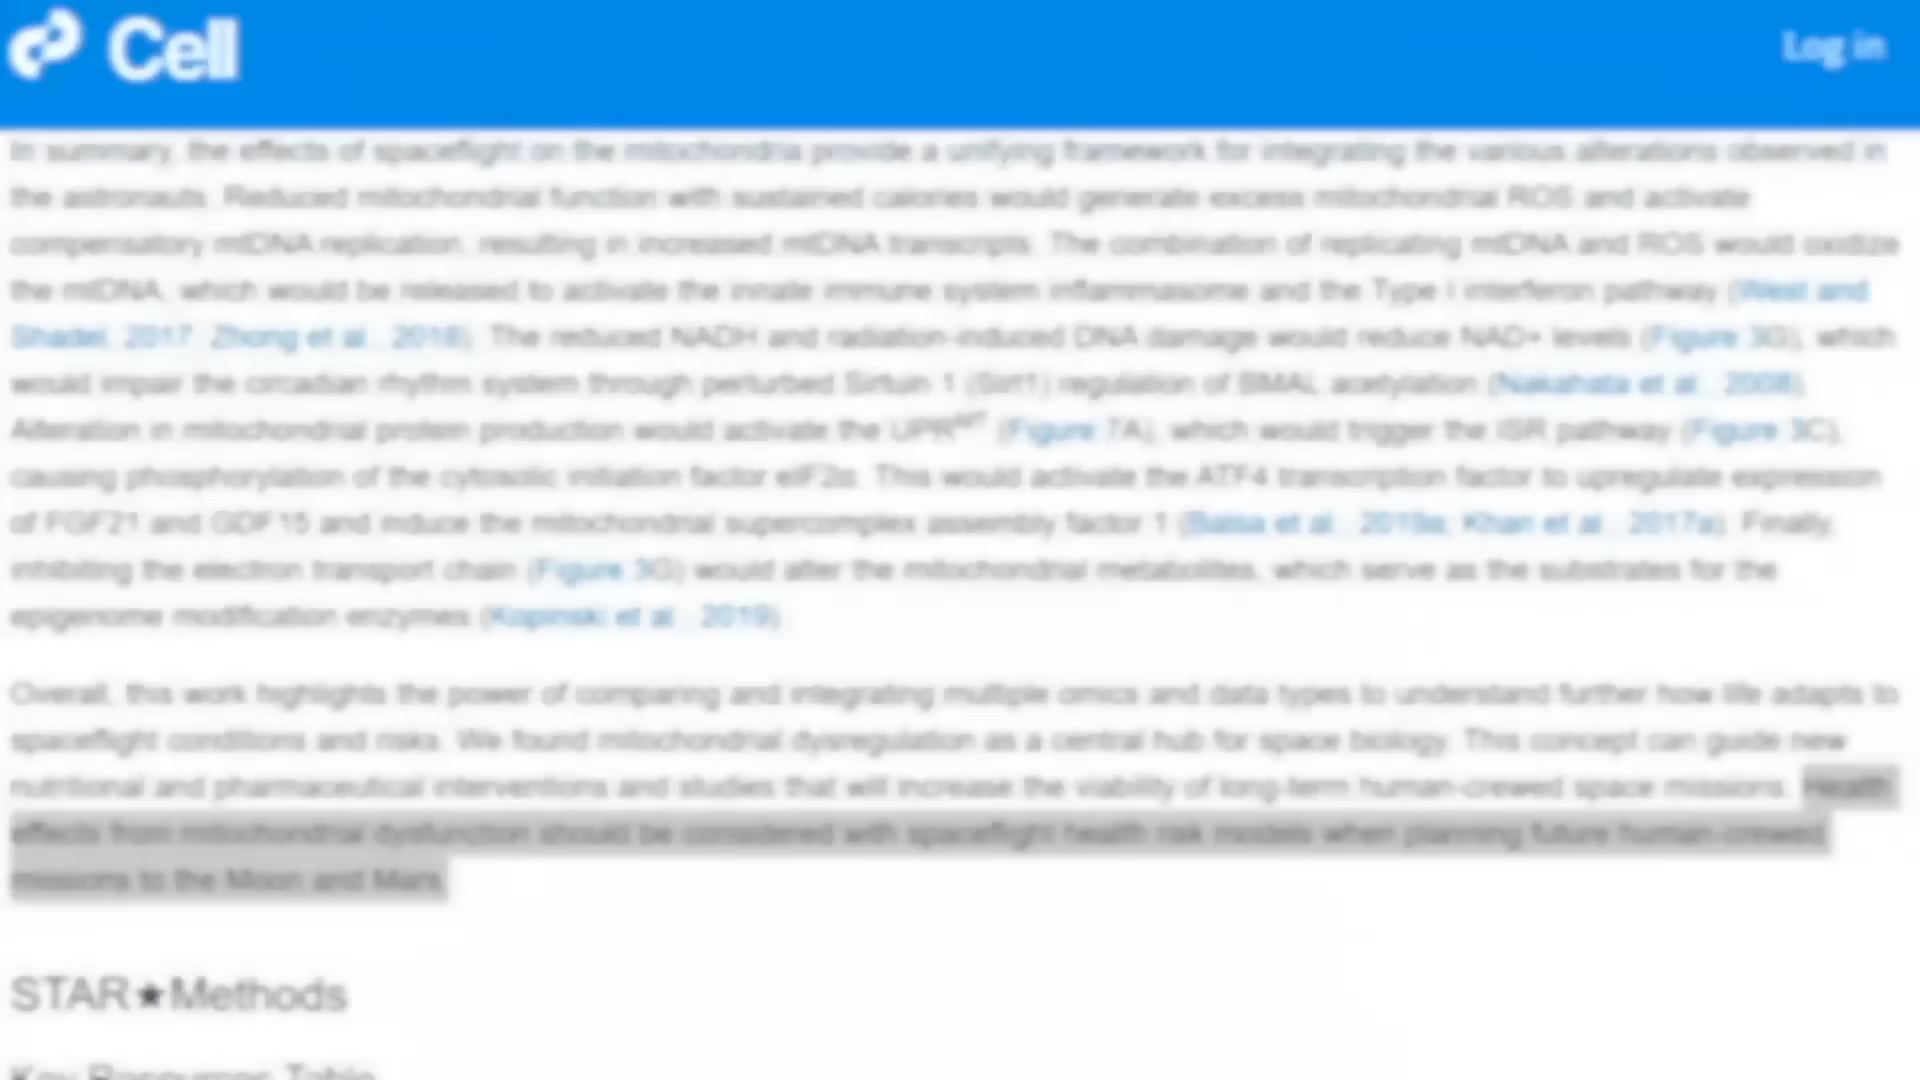 Cell
Log in
In summary, the effects of spaceflight on the mitochondria provide a unifying framework for integrating the various alterations observed in
the astronauts. Reduced mitochondrial function with sustained calories would generate excess mitochondrial ROS and activate
compensatory mtDNA replication, resulting in increased mtDNA transcripts. The combination of replicating mtDNA and ROS would oxidize
the mtDNA, which would be released to activate the innate immune system inflammasome and the Type I interferon pathway (West and
Shadel, 2017; Zhong et al., 2018). The reduced NADH and radiation-induced DNA damage would reduce NAD+ levels (Figure 3G), which
would impair the circadian rhythm system through perturbed Sirtuin 1 (Sirt1) regulation of BMAL acetylation (Nakahata et al., 2008).
Alteration in mitochondrial protein production would activate the UPRMT (Figure 7A), which would trigger the ISR pathway (Figure 3C),
causing phosphorylation of the cytosolic initiation factor eIF2α. This would activate the ATF4 transcription factor to upregulate expression
of FGF21 and GDF15 and induce the mitochondrial supercomplex assembly factor 1 (Balsa et al., 2019a; Khan et al., 2017a). Finally,
inhibiting the electron transport chain (Figure 3G) would alter the mitochondrial metabolites, which serve as the substrates for the
epigenome modification enzymes (Kopinski et al., 2019).
Overall, this work highlights the power of comparing and integrating multiple omics and data types to understand further how life adapts to
spaceflight conditions and risks. We found mitochondrial dysregulation as a central hub for space biology. This concept can guide new
nutritional and pharmaceutical interventions and studies that will increase the viability of long-term human-crewed space missions. Health
effects from mitochondrial dysfunction should be considered with spaceflight health risk models when planning future human-crewed
missions to the Moon and Mars.
STAR★Methods
Key Resources Table